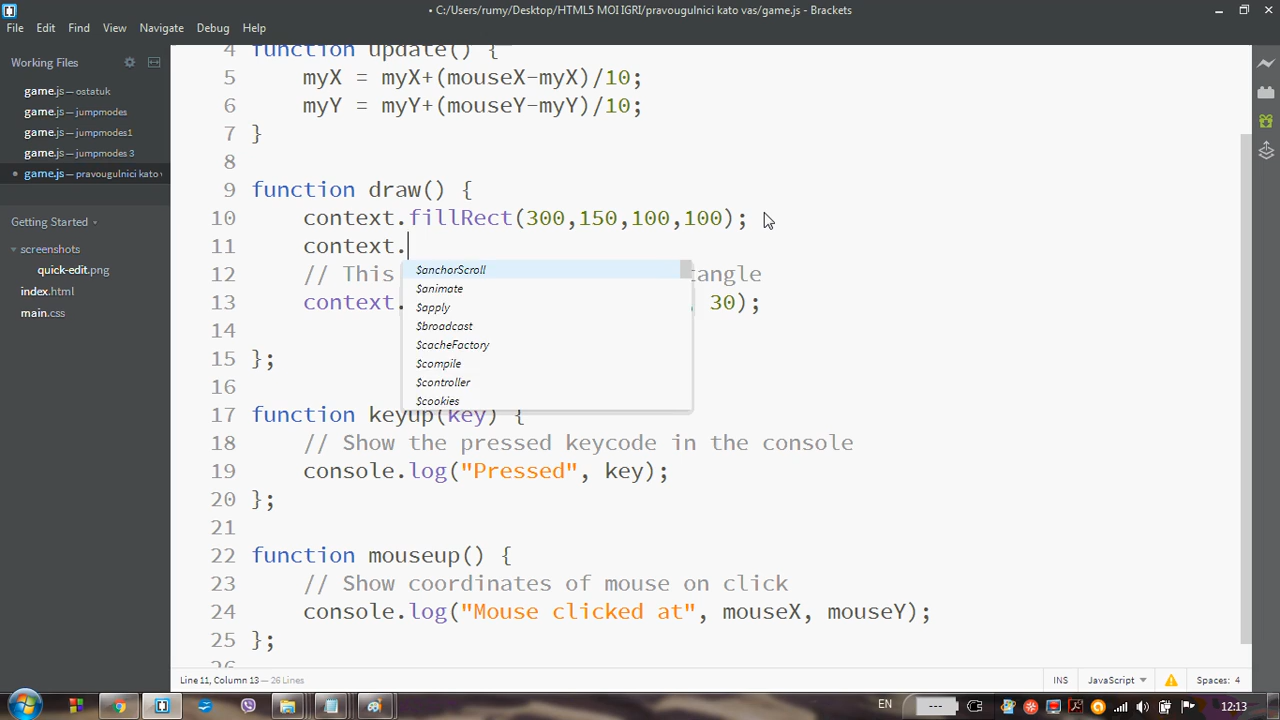 • C:/Users/rumy/Desktop/HTML5 MOI IGRI/pravougulnici kato vas/game.js - Brackets
File Edit Find View Navigate Debug Help
Working Files
game.js — ostatuk
game.js — jumpmodes
game.js — jumpmodes1
game.js — jumpmodes 3
• game.js — pravougulnici kato v
Getting Started
screenshots
quick-edit.png
index.html
main.css
4 function update() {
5 myX = myX+(mouseX-myX)/10;
6 myY = myY+(mouseY-myY)/10;
7 }
8
9 function draw() {
10 context.fillRect(300,150,100,100);
11 context.
12 // This tangle
13 context. , 30);
14
15 };
16
17 function keyup(key) {
18 // Show the pressed keycode in the console
19 console.log("Pressed", key);
20 };
21
22 function mouseup() {
23 // Show coordinates of mouse on click
24 console.log("Mouse clicked at", mouseX, mouseY);
25 };
26
$anchorScroll
$animate
$apply
$broadcast
$cacheFactory
$compile
$controller
$cookies
Line 11, Column 13 — 26 Lines
INS JavaScript Spaces: 4
EN 12:13